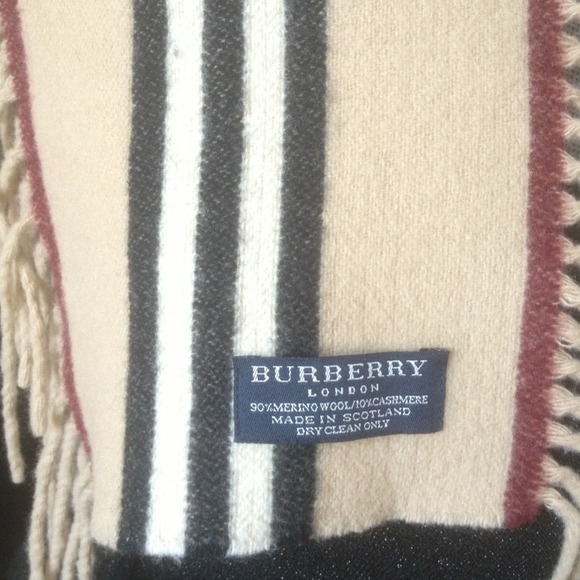 BURBERRY
LONDON
90%MERINO WOOL/10%CASHMERE
MADE IN SCOTLAND
DRY CLEAN ONLY